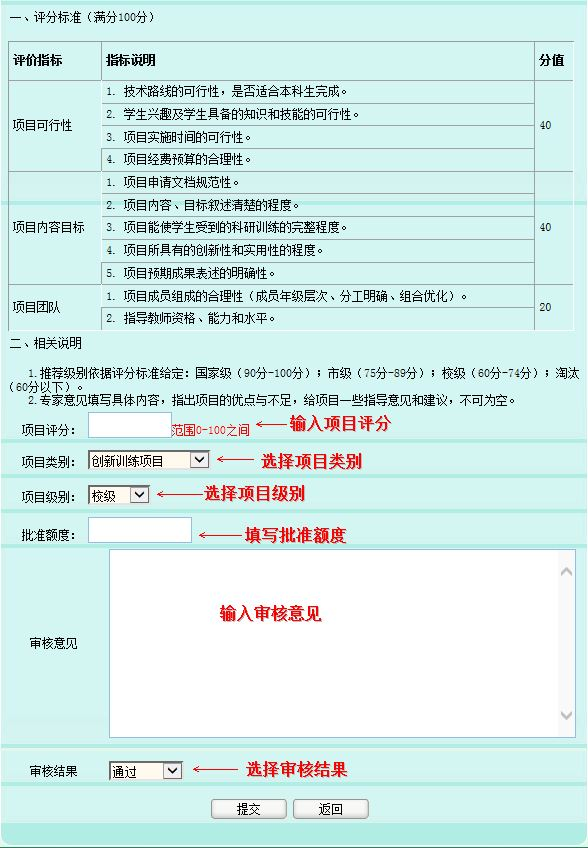 一、评分标准（满分100分）
评价指标 指标说明 分值
项目可行性
1. 技术路线的可行性，是否适合本科生完成。
2. 学生兴趣及学生具备的知识和技能的可行性。
3. 项目实施时间的可行性。
4. 项目经费预算的合理性。
40
项目内容目标
1. 项目申请文档规范性。
2. 项目内容、目标叙述清楚的程度。
3. 项目能使学生受到的科研训练的完整程度。
4. 项目所具有的创新性和实用性的程度。
5. 项目预期成果表述的明确性。
40
项目团队
1. 项目成员组成的合理性（成员年级层次、分工明确、组合优化）。
2. 指导教师资格、能力和水平。
20
二、相关说明
1.推荐级别依据评分标准给定：国家级（90分-100分）；市级（75分-89分）；校级（60分-74分）；淘汰
（60分以下）。
2.专家意见填写具体内容，指出项目的优点与不足，给项目一些指导意见和建议，不可为空。
项目评分： 范围0-100之间 输入项目评分
项目类别： 创新训练项目 选择项目类别
项目级别： 校级 选择项目级别
批准额度： 填写批准额度
输入审核意见
审核意见
审核结果 通过 选择审核结果
提交 返回